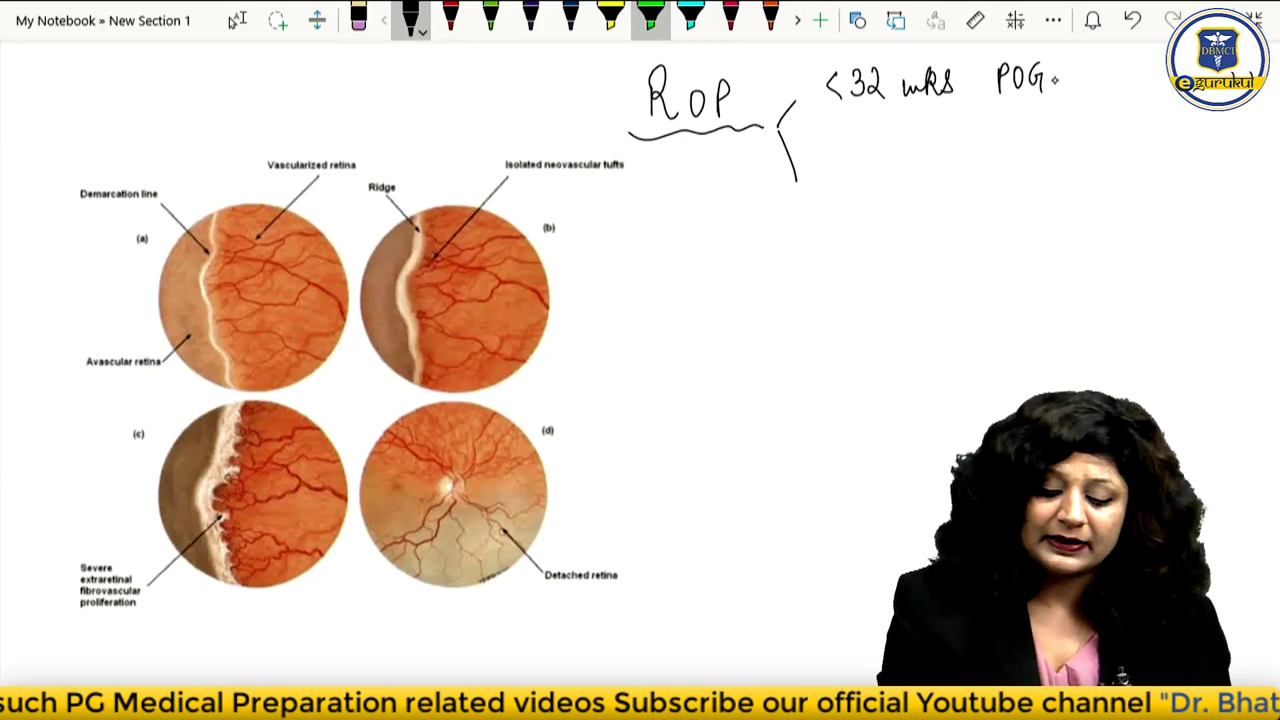 My Notebook » New Section 1
DBMCI
egurukul
ROP
<32 wks POG
Vascularized retina
Isolated neovascular tufts
Demarcation line
Ridge
(a)
(b)
Avascular retina
(c)
(d)
Severe
extraretinal
fibrovascular
proliferation
Detached retina
such PG Medical Preparation related videos Subscribe our official Youtube channel "Dr. Bhat